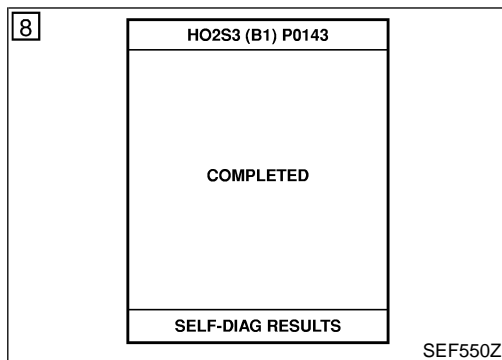 8
HO2S3 (B1) P0143
COMPLETED
SELF-DIAG RESULTS
SEF550Z